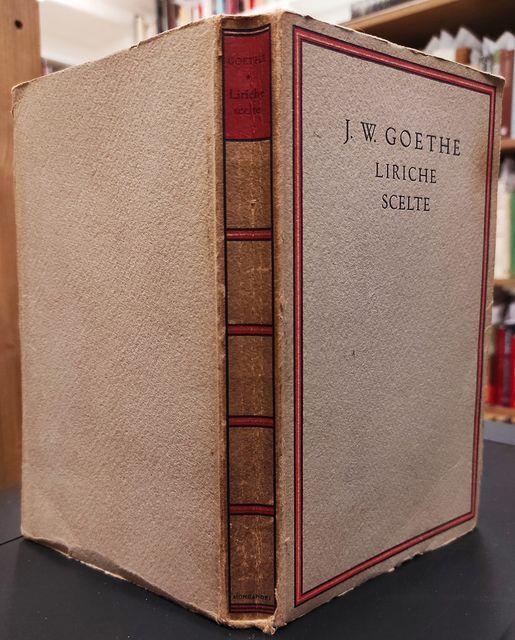 GOETHE
Liriche
scelte
MONDADORI
J. W. GOETHE
LIRICHE
SCELTE